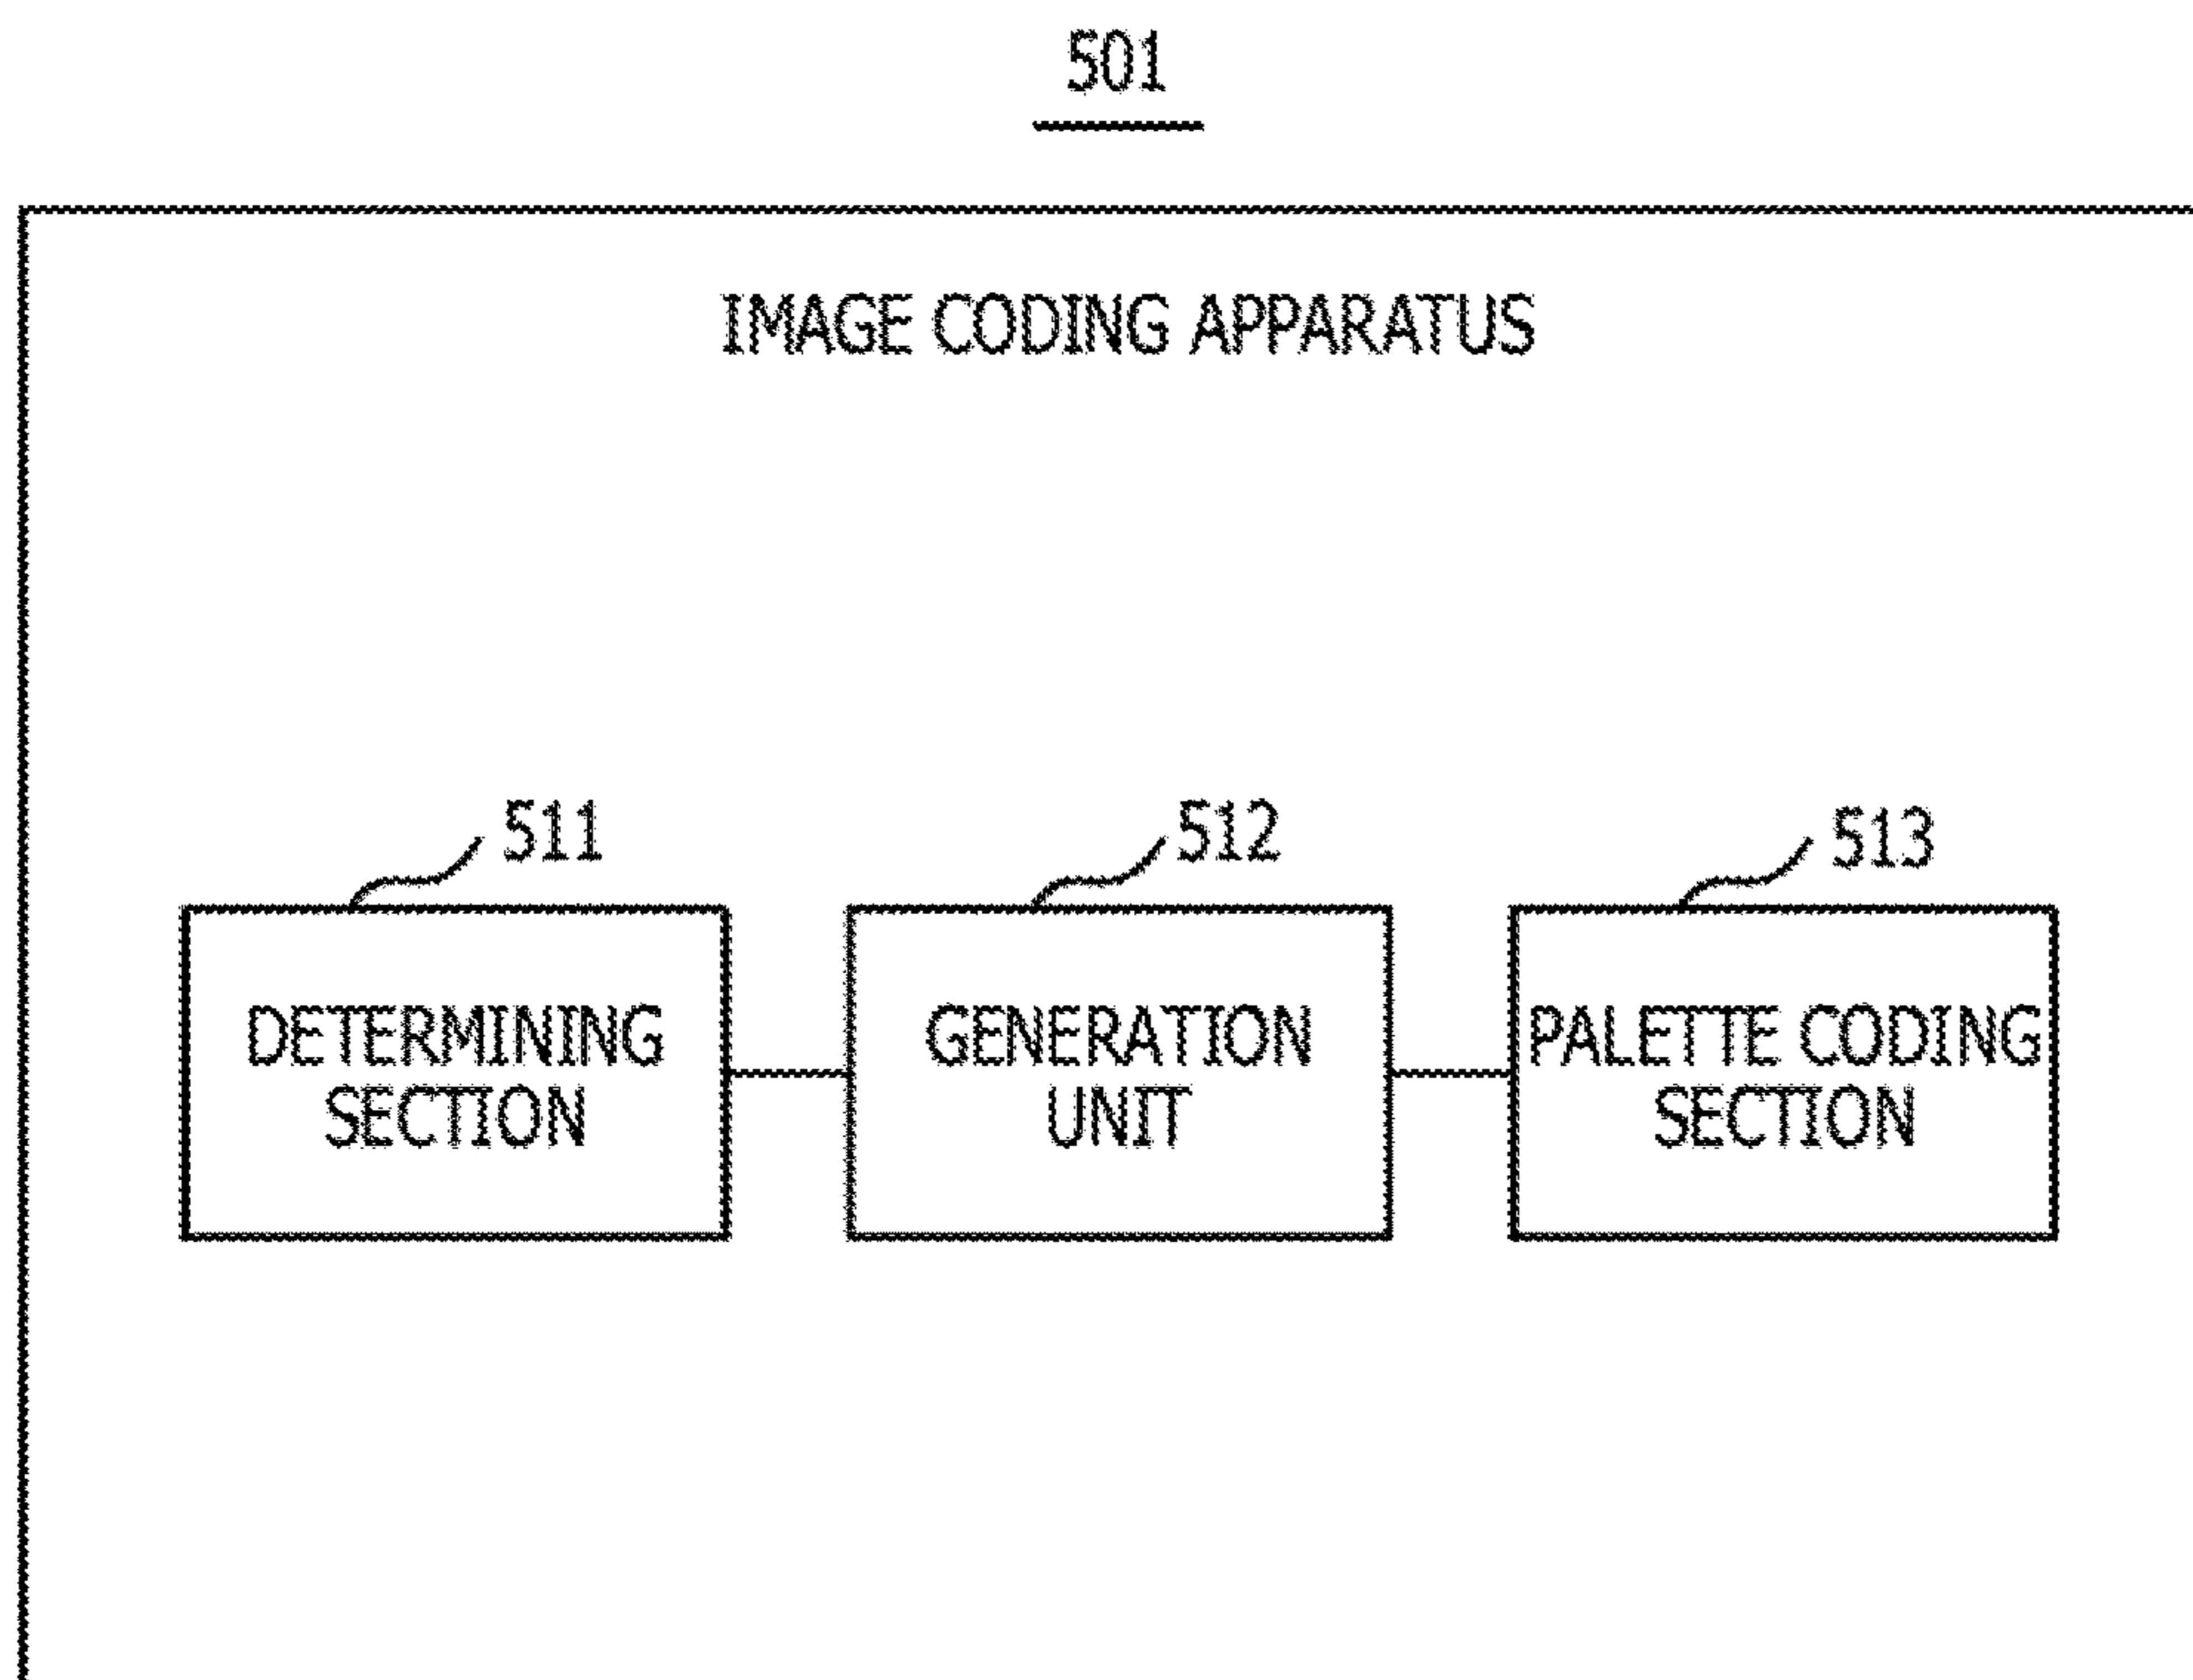 501
IMAGE CODING APPARATUS
511
512
513
DETERMINING
SECTION
GENERATION
UNIT
PALETTE CODING
SECTION